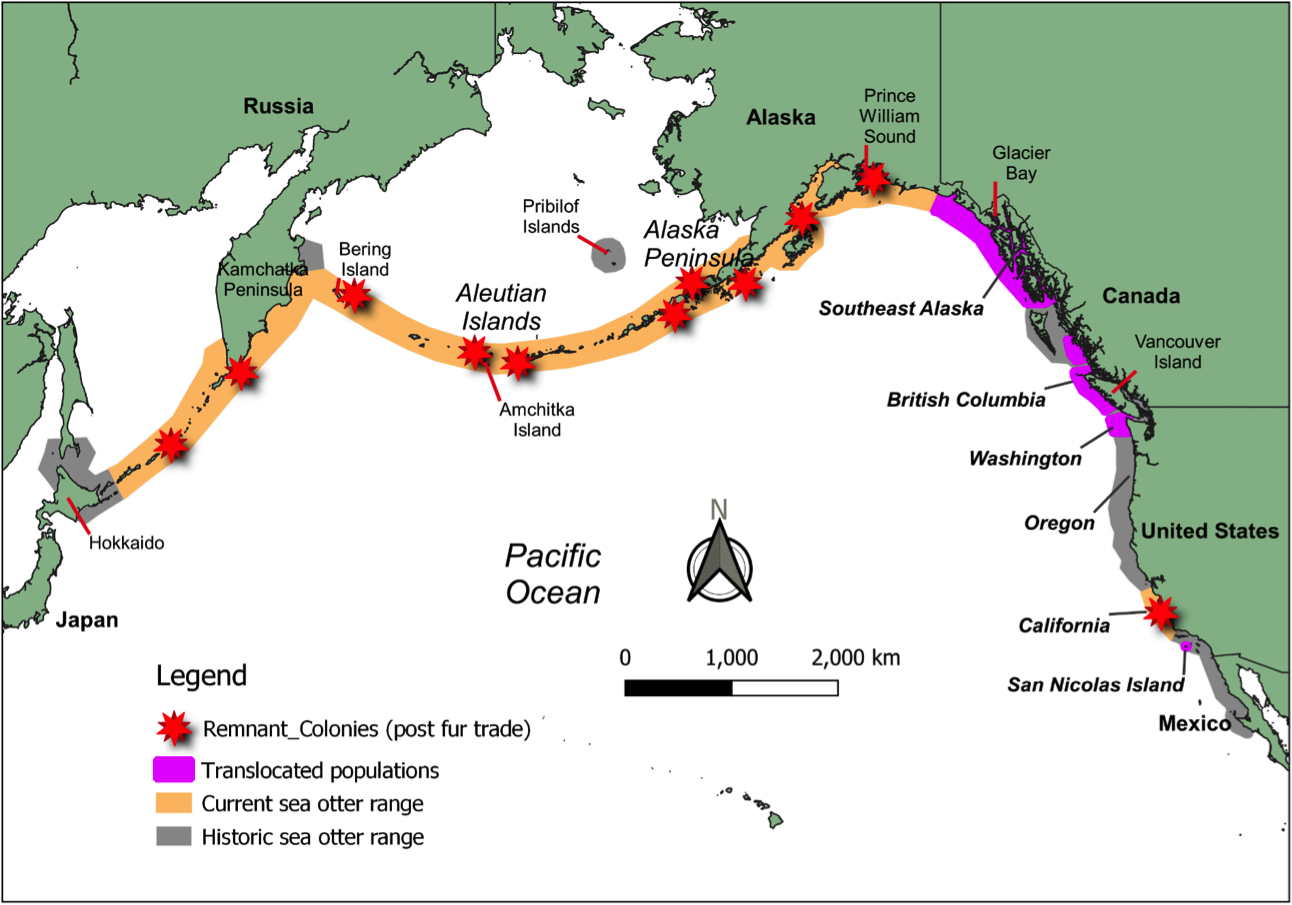 Russia
Alaska
Prince
William
Sound
Glacier
Bay
Pribilof
Islands
Alaska
Peninsula
Kamchatka
Peninsula
Bering
Island
Aleutian
Islands
Southeast Alaska
Canada
Vancouver
Island
British Columbia
Amchitka
Island
Washington
Oregon
Hokkaido
United States
Pacific
Ocean
N
Japan
California
0 1,000 2,000 km
San Nicolas Island
Mexico
Legend
Remnant_Colonies (post fur trade)
Translocated populations
Current sea otter range
Historic sea otter range